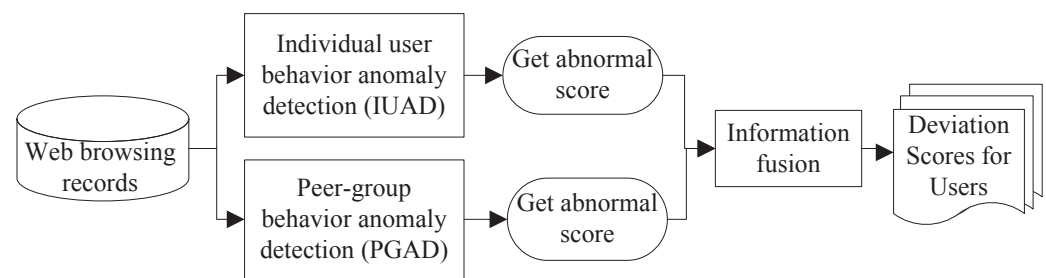 Web browsing
records
Individual user
behavior anomaly
detection (IUAD)
Get abnormal
score
Peer-group
behavior anomaly
detection (PGAD)
Get abnormal
score
Information
fusion
Deviation
Scores for
Users